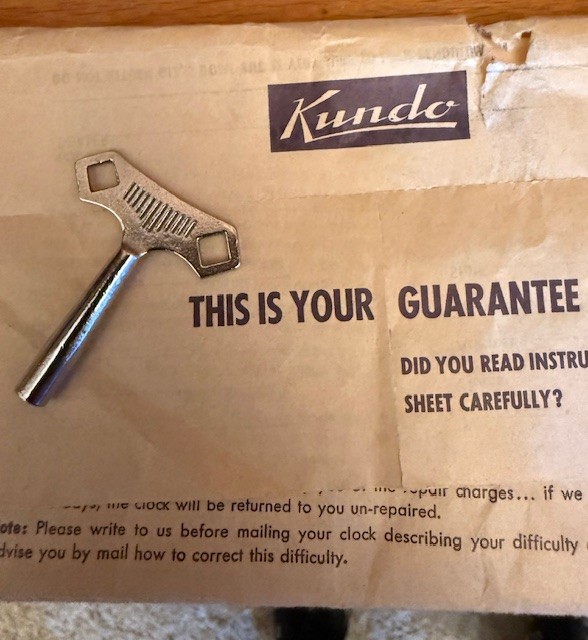 Kundo
THIS IS YOUR GUARANTEE
DID YOU READ INSTRU
SHEET CAREFULLY?
repair charges... if we
the clock will be returned to you un-repaired.
ote: Please write to us before mailing your clock describing your difficulty
dvise you by mail how to correct this difficulty.